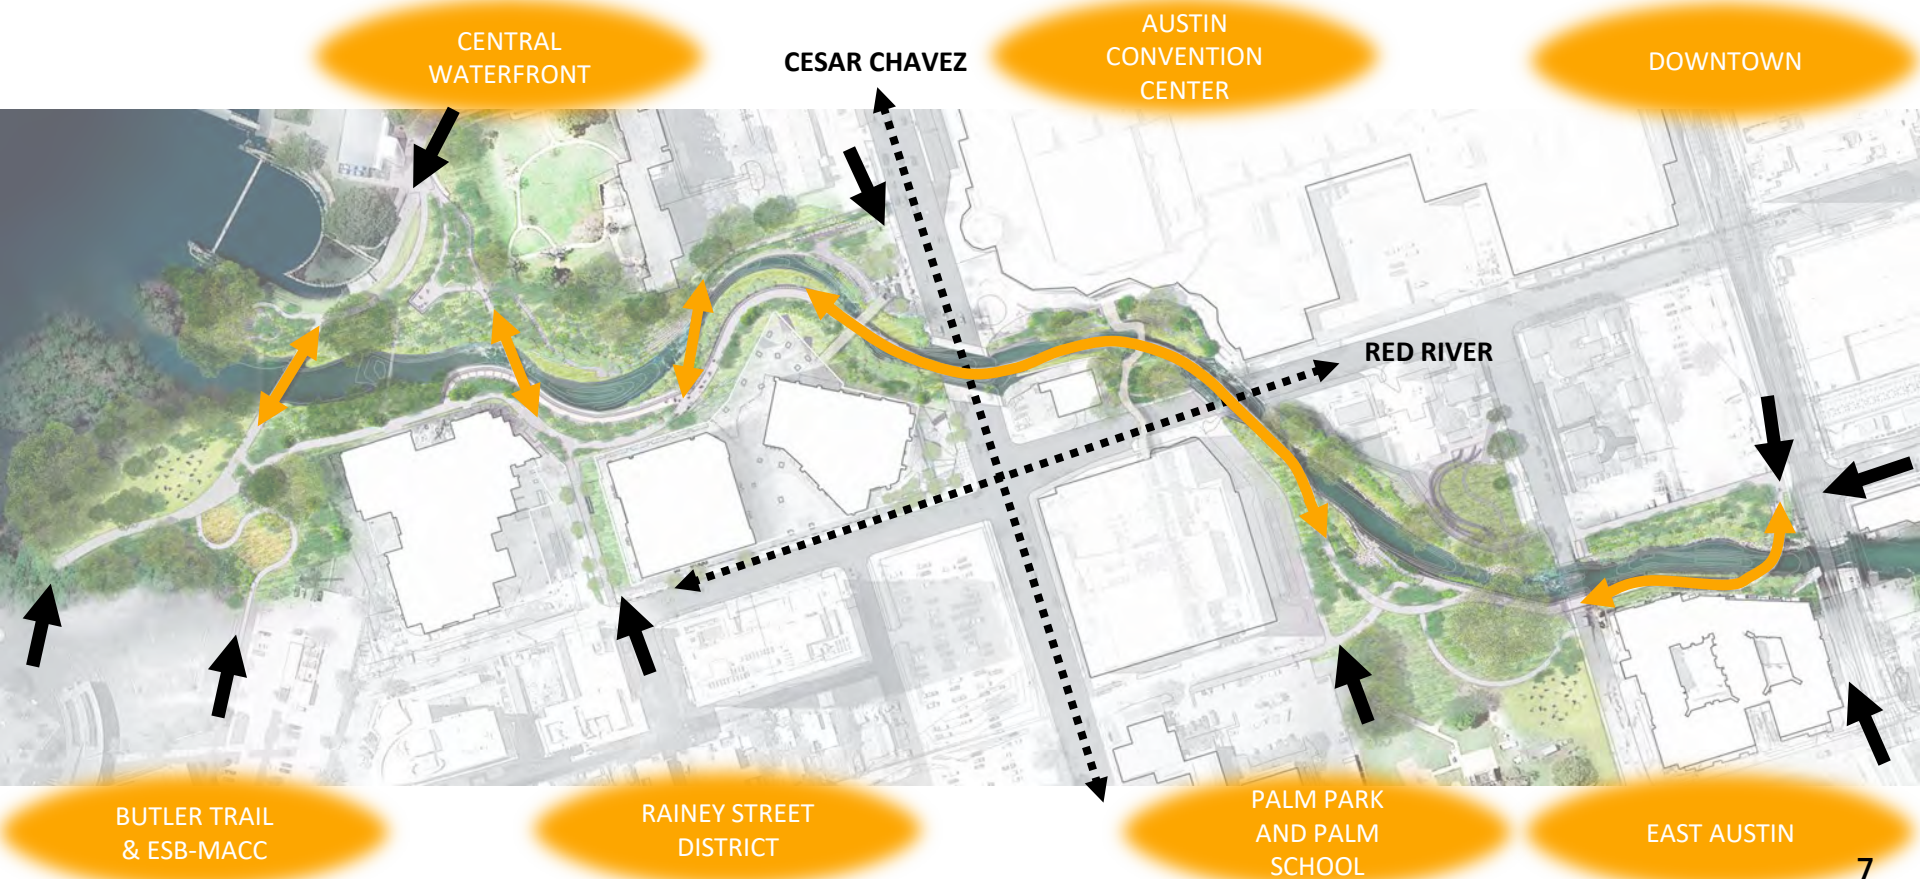 CENTRAL
WATERFRONT
CESAR CHAVEZ
AUSTIN
CONVENTION
CENTER
DOWNTOWN
RED RIVER
BUTLER TRAIL
& ESB-MACC
RAINEY STREET
DISTRICT
PALM PARK
AND PALM
SCHOOL
EAST AUSTIN
7